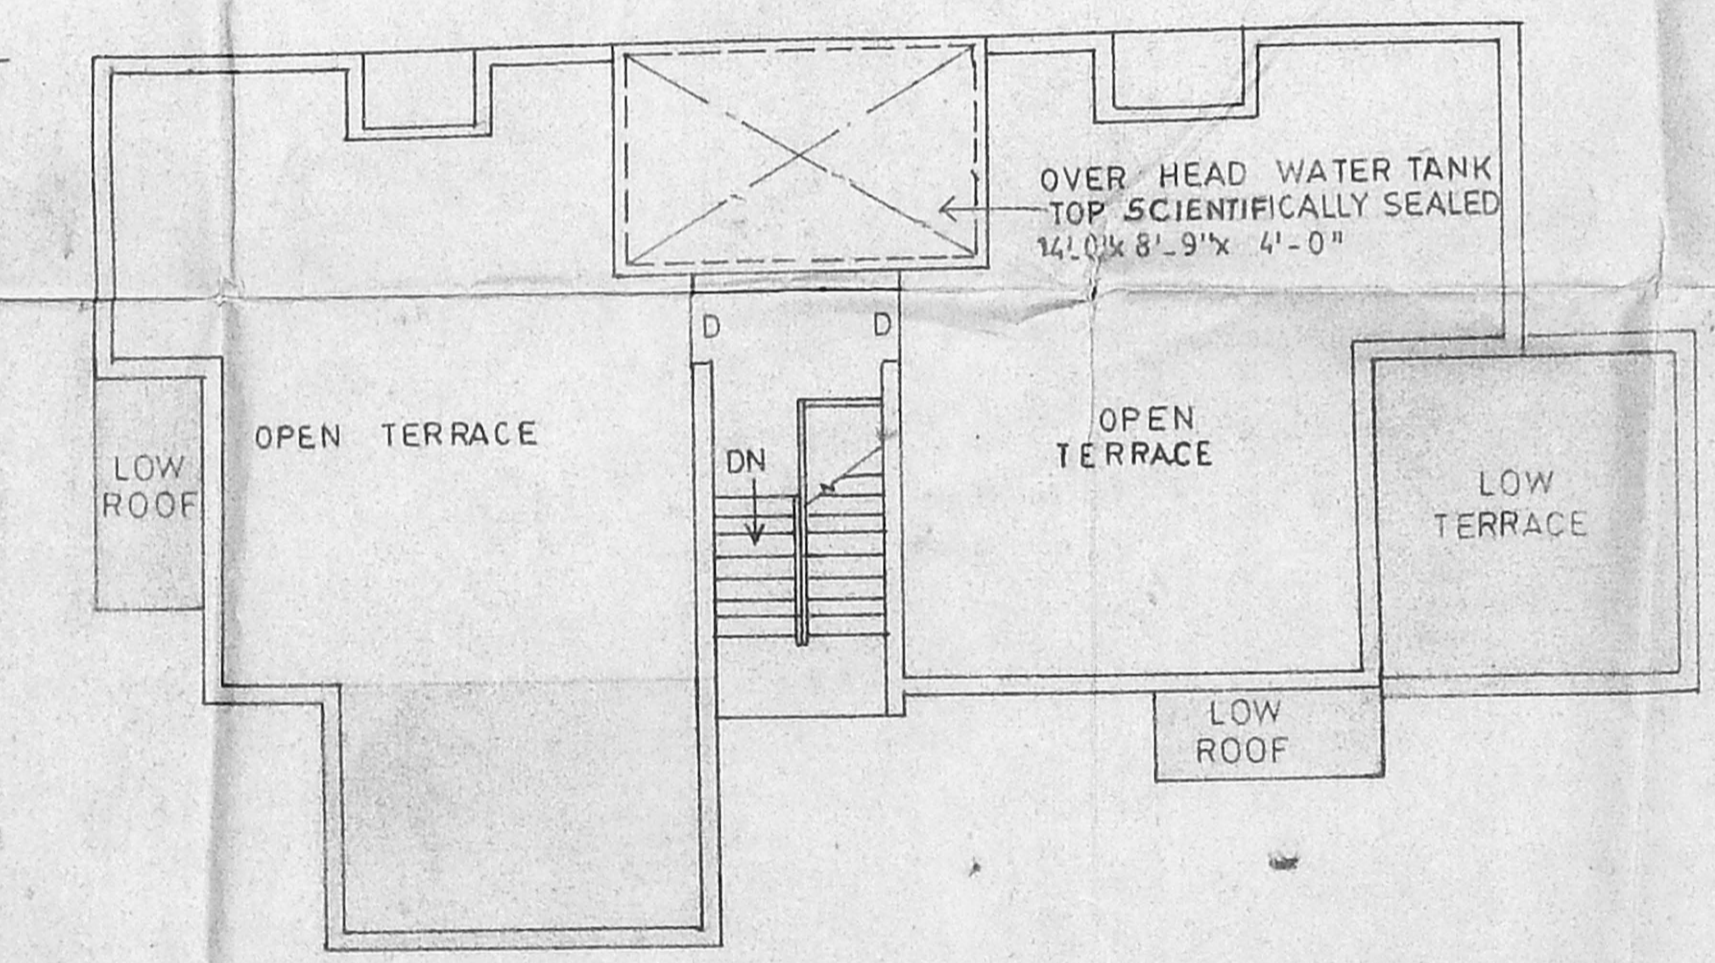 OVER HEAD WATER TANK
TOP SCIENTIFICALLY SEALED
14'-0"x 8'-9"x 4'-0"
D
D
OPEN TERRACE
OPEN
TERRACE
LOW
ROOF
DN
LOW
TERRACE
LOW
ROOF